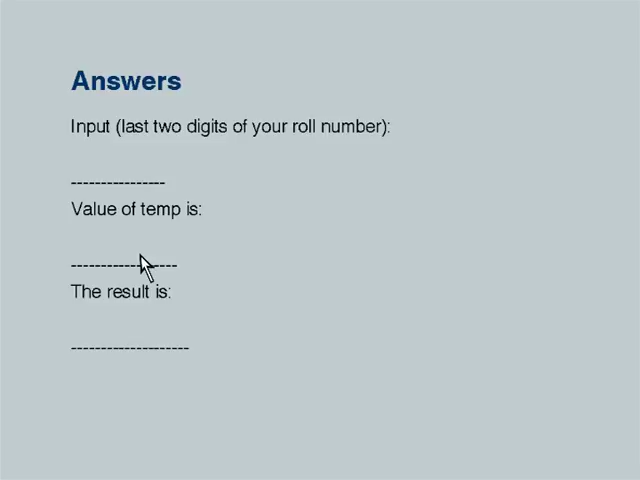 Answers
Input (last two digits of your roll number):
----------------
Value of temp is:
------------------
The result is:
--------------------